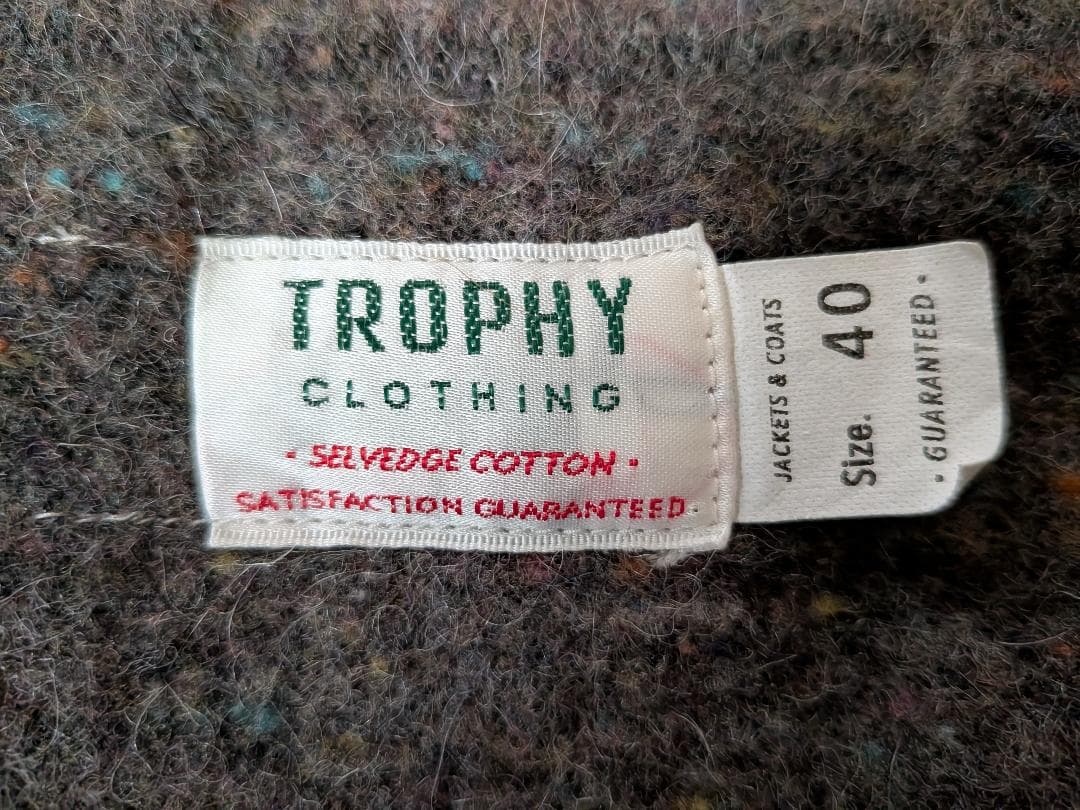 TROPHY
CLOTHING
· SELVEDGE COTTON ·
SATISFACTION GUARANTEED.
JACKETS & COATS
Size. 40
· GUARANTEED ·